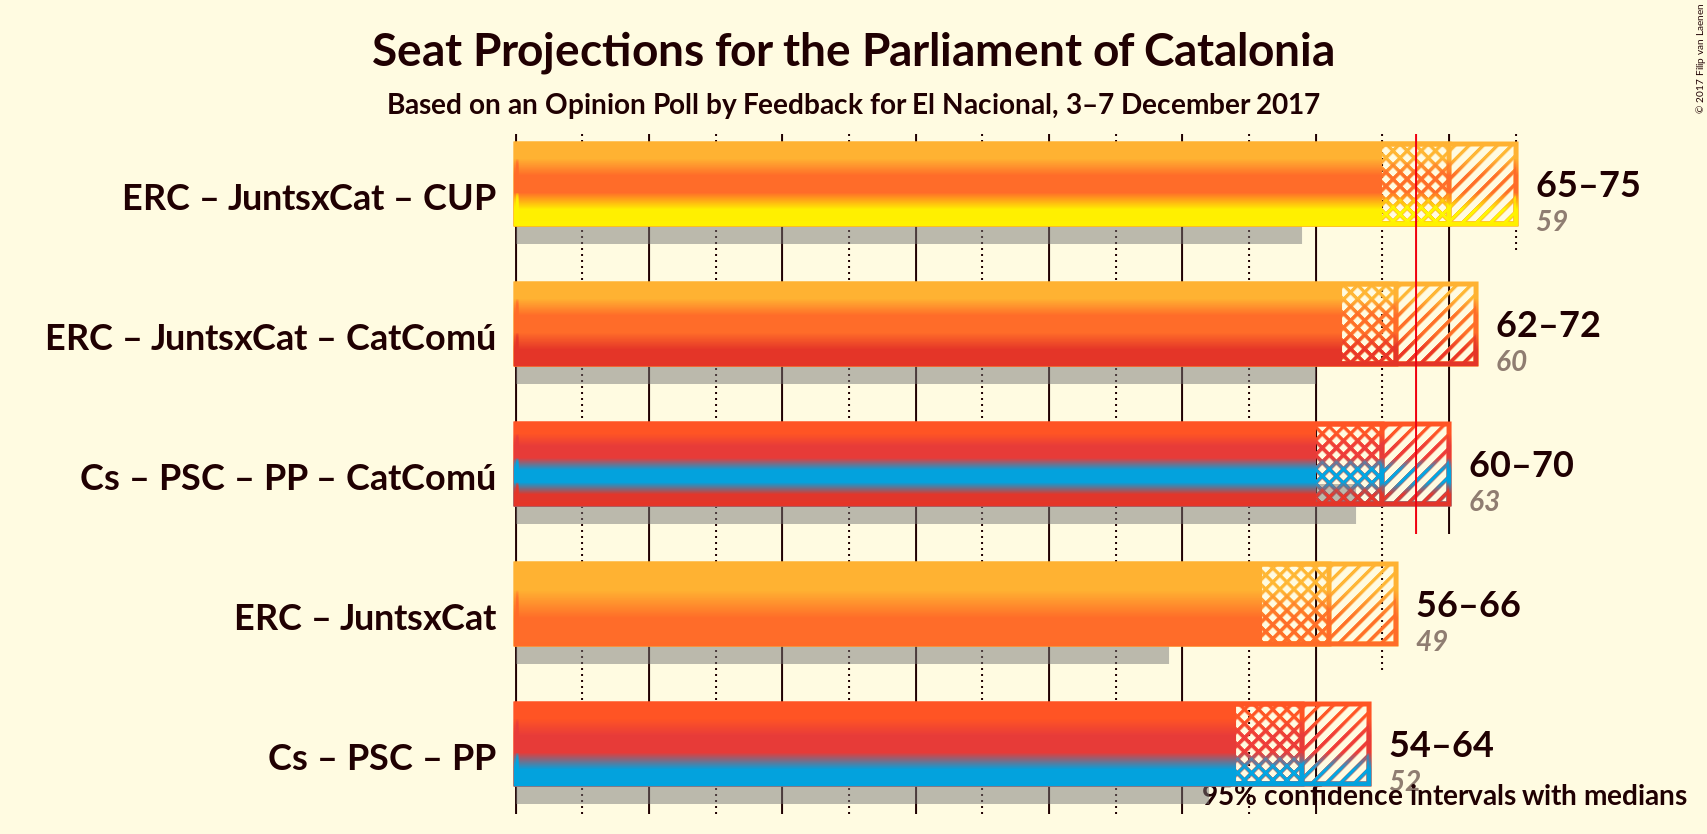 Seat Projections for the Parliament of Catalonia
Based on an Opinion Poll by Feedback for El Nacional, 3–7 December 2017
© 2017 Filip van Laenen
ERC – JuntsxCat – CUP
65–75
59
ERC – JuntsxCat – CatComú
62–72
60
Cs – PSC – PP – CatComú
60–70
63
ERC – JuntsxCat
56–66
49
Cs – PSC – PP
54–64
52
95% confidence intervals with medians